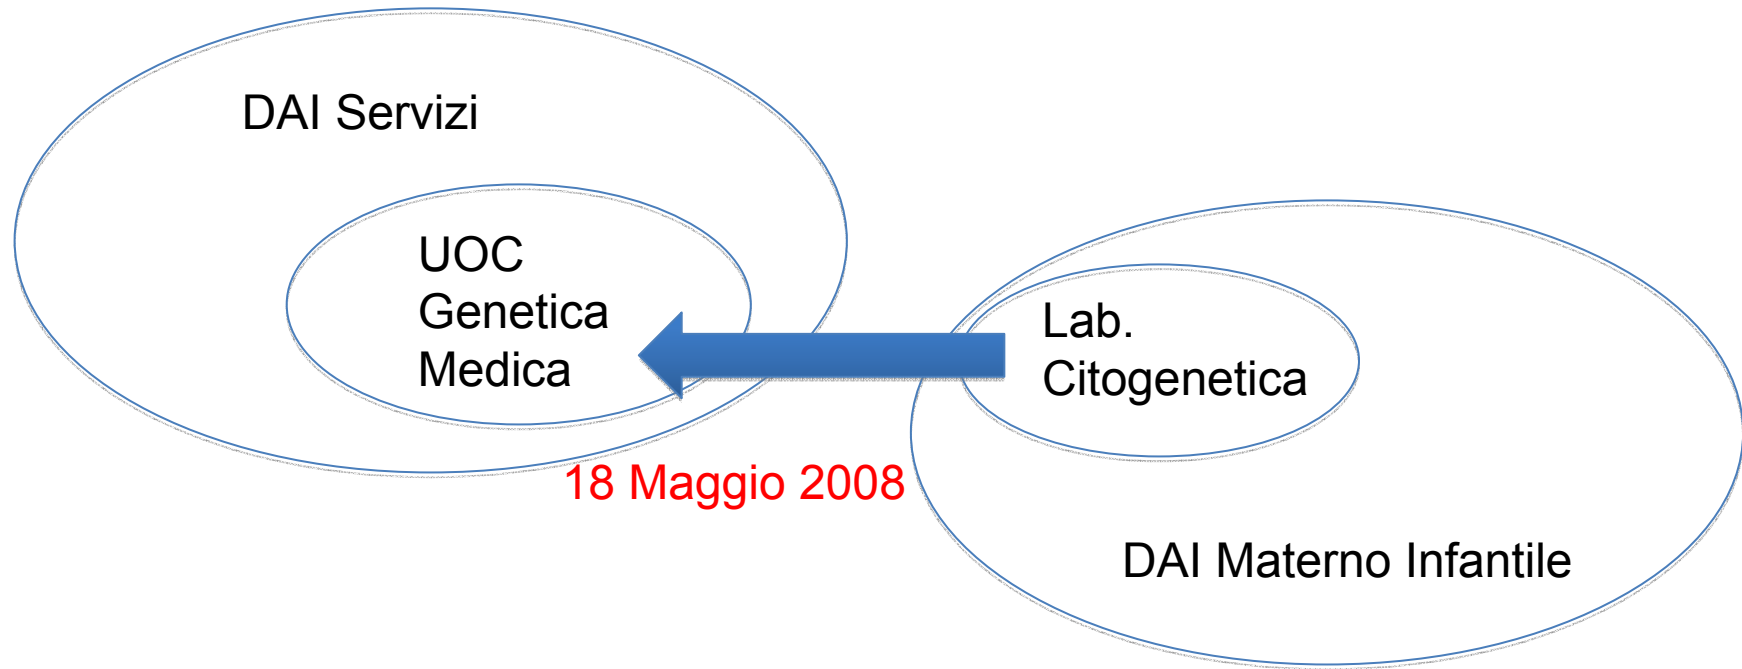 DAI Servizi
UOC
Genetica
Medica
Lab.
Citogenetica
18 Maggio 2008
DAI Materno Infantile